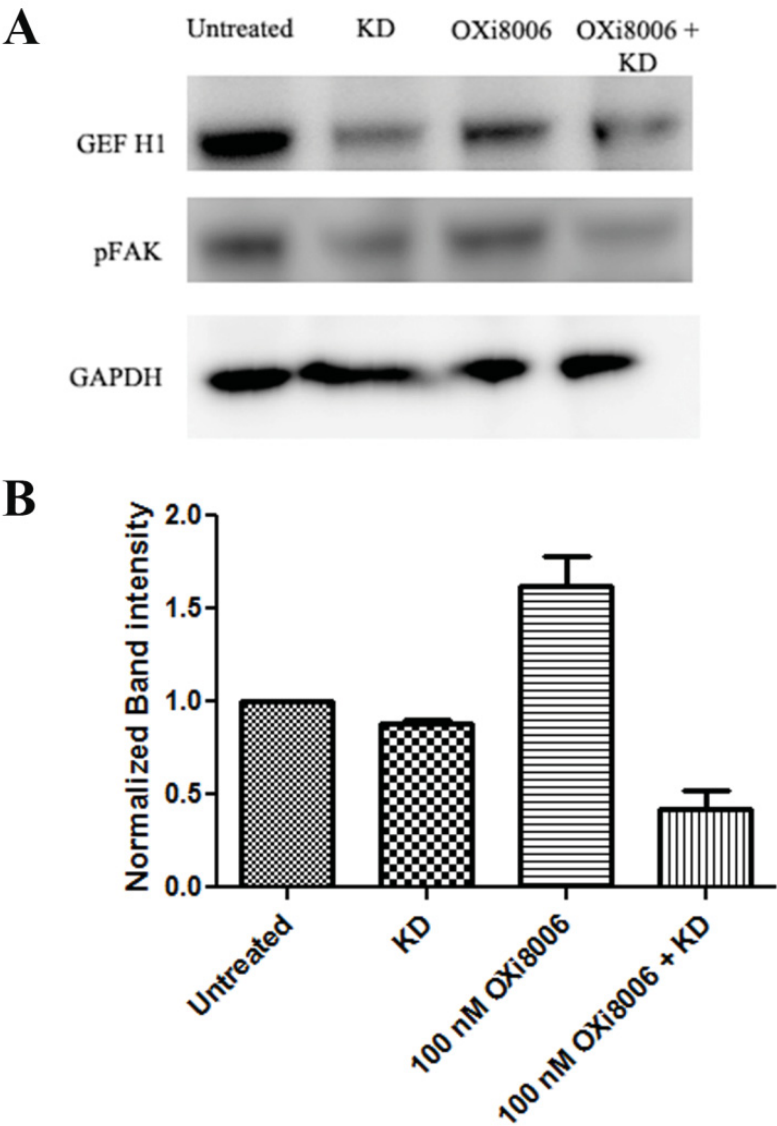 A
Untreated KD OXi8006 OXi8006 +
KD
GEF H1
pFAK
GAPDH
B
Normalized Band intensity
2.0
1.5
1.0
0.5
0.0
Untreated
KD
100 nM OXi8006
100 nM OXi8006 + KD